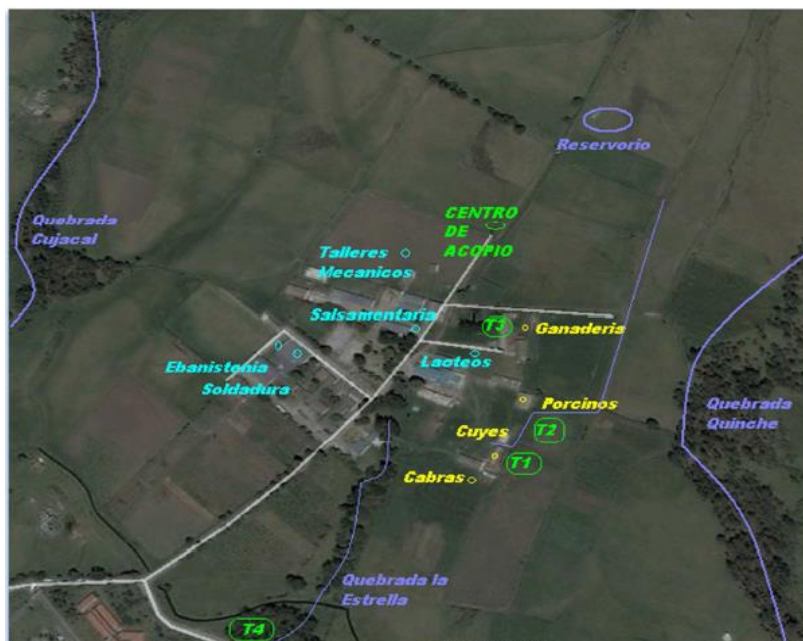 Reservorio
CENTRO
DE
ACOPIO
Quebrada
Cujacal
Talleres
Mecanicos
Salsamentaria
T3
Ganaderia
Ebanisteria
Soldadura
Lacteos
Porcinos
Quebrada
Quinche
Cuyes
T2
T1
Cabras
Quebrada la
Estrella
T4